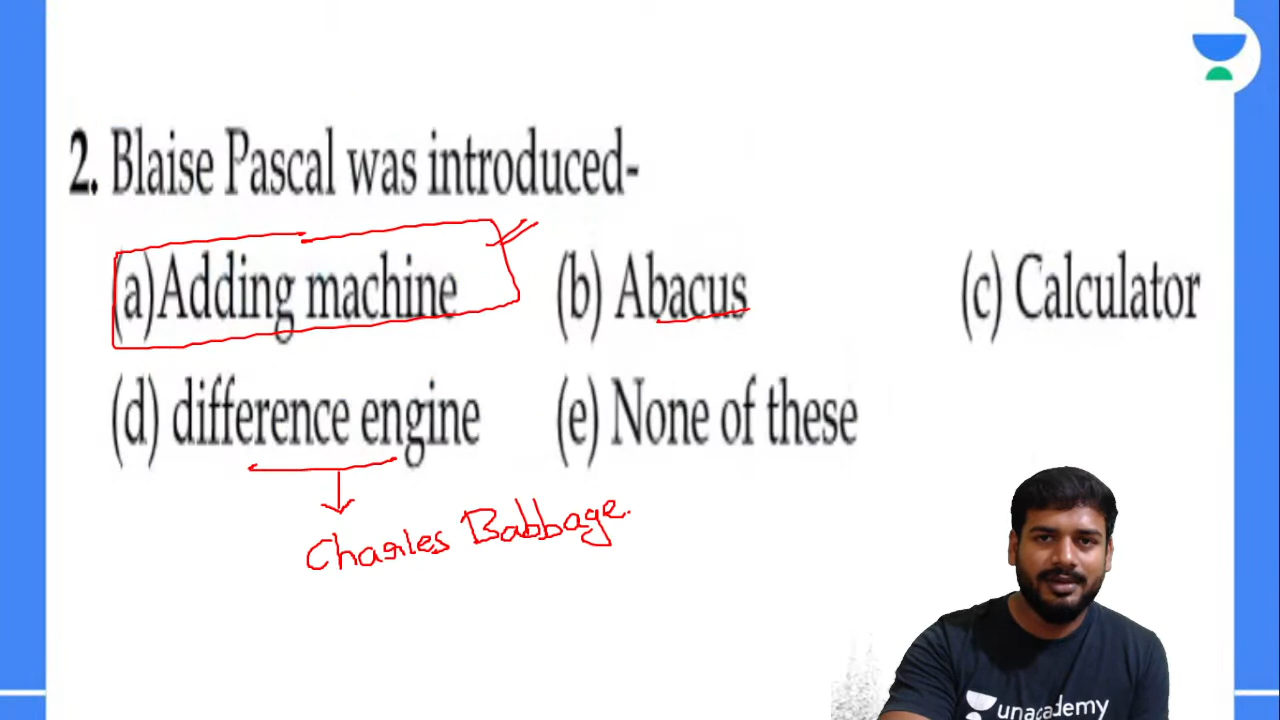 2. Blaise Pascal was introduced-
(a)Adding machine (b) Abacus (c) Calculator
(d) difference engine (e) None of these
Charles Babbage.
unacademy